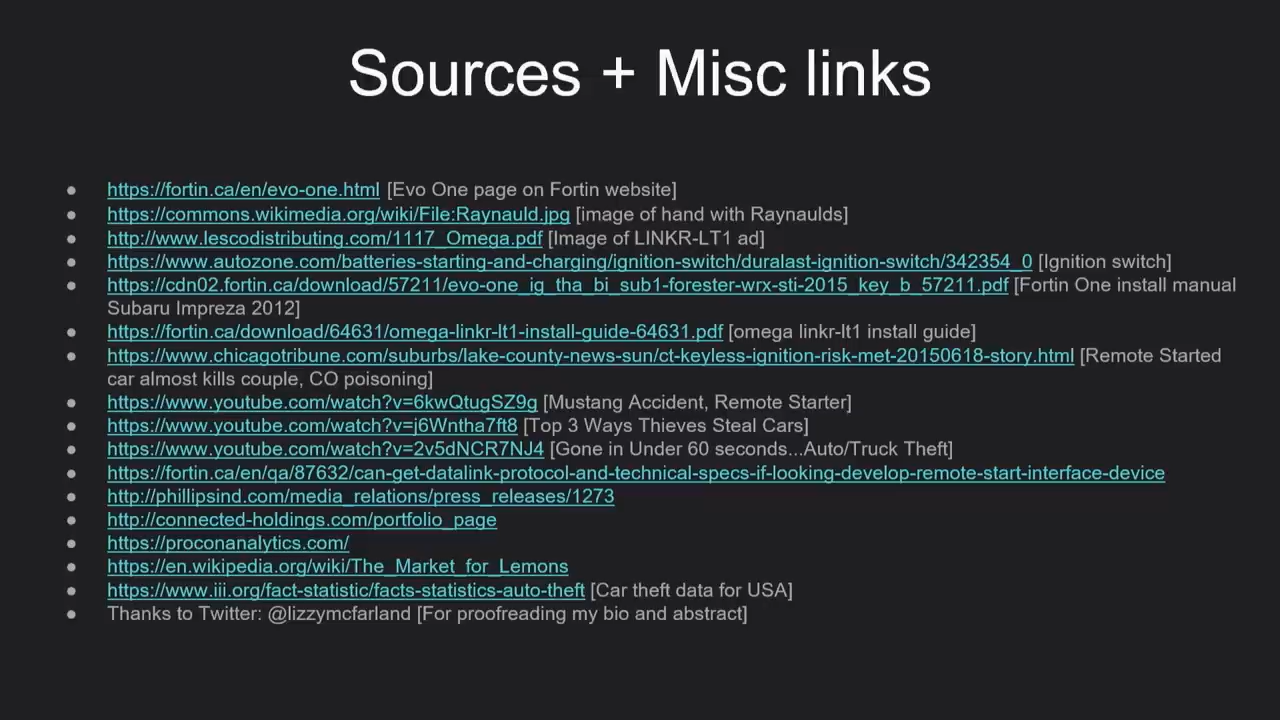 Sources + Misc links
● https://fortin.ca/en/evo-one.html [Evo One page on Fortin website]
● https://commons.wikimedia.org/wiki/File:Raynauld.jpg [image of hand with Raynaulds]
● http://www.lescodistributing.com/1117_Omega.pdf [Image of LINKR-LT1 ad]
● https://www.autozone.com/batteries-starting-and-charging/ignition-switch/duralast-ignition-switch/342354_0 [Ignition switch]
● https://cdn02.fortin.ca/download/57211/evo-one_ig_tha_bi_sub1-forester-wrx-sti-2015_key_b_57211.pdf [Fortin One install manual
Subaru Impreza 2012]
● https://fortin.ca/download/64631/omega-linkr-lt1-install-guide-64631.pdf [omega linkr-lt1 install guide]
● https://www.chicagotribune.com/suburbs/lake-county-news-sun/ct-keyless-ignition-risk-met-20150618-story.html [Remote Started
car almost kills couple, CO poisoning]
● https://www.youtube.com/watch?v=6kwQtugSZ9g [Mustang Accident, Remote Starter]
● https://www.youtube.com/watch?v=j6Wntha7ft8 [Top 3 Ways Thieves Steal Cars]
● https://www.youtube.com/watch?v=2v5dNCR7NJ4 [Gone in Under 60 seconds...Auto/Truck Theft]
● https://fortin.ca/en/qa/87632/can-get-datalink-protocol-and-technical-specs-if-looking-develop-remote-start-interface-device
● http://phillipsind.com/media_relations/press_releases/1273
● http://connected-holdings.com/portfolio_page
● https://proconanalytics.com/
● https://en.wikipedia.org/wiki/The_Market_for_Lemons
● https://www.iii.org/fact-statistic/facts-statistics-auto-theft [Car theft data for USA]
● Thanks to Twitter: @lizzymcfarland [For proofreading my bio and abstract]